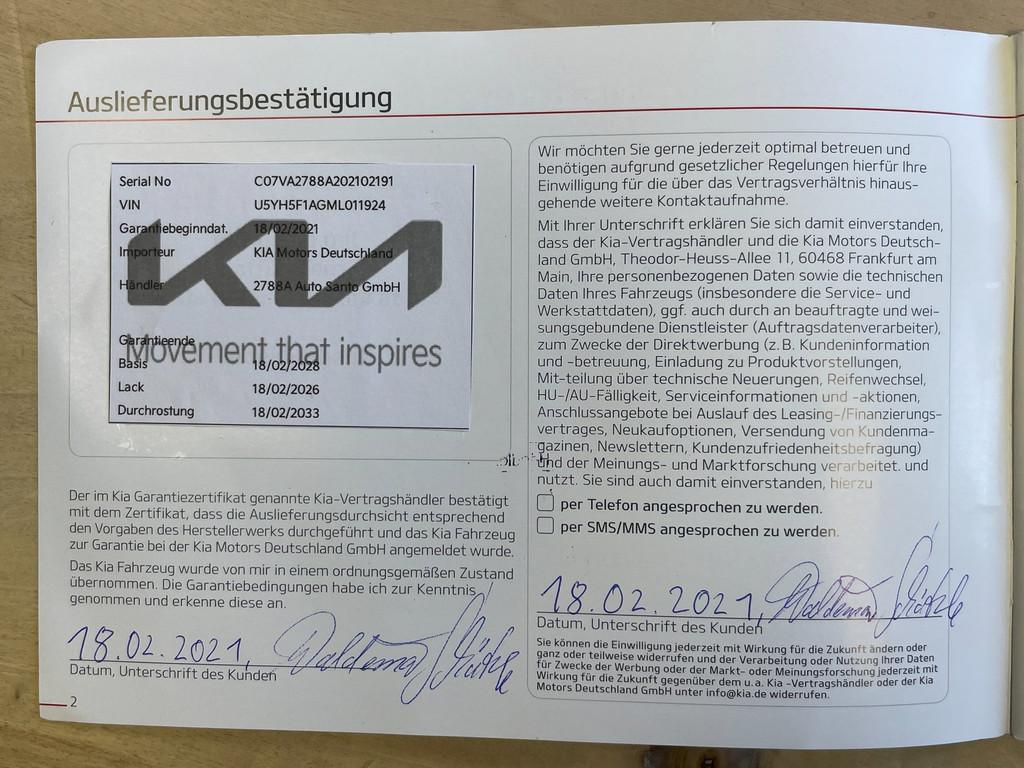 Auslieferungsbestätigung
Serial No C07VA2788A202102191
VIN U5YH5F1AGML011924
Garantiebeginndat. 18/02/2021
Importeur KIA Motors Deutschland
Händler 2788A Auto Santo GmbH
KIA
Garantieende
Movement that inspires
Basis 18/02/2028
Lack 18/02/2026
Durchrostung 18/02/2033
Der im Kia Garantiezertifikat genannte Kia-Vertragshändler bestätigt
mit dem Zertifikat, dass die Auslieferungsdurchsicht entsprechend
den Vorgaben des Herstellerwerks durchgeführt und das Kia Fahrzeug
zur Garantie bei der Kia Motors Deutschland GmbH angemeldet wurde.
Das Kia Fahrzeug wurde von mir in einem ordnungsgemäßen Zustand
übernommen. Die Garantiebedingungen habe ich zur Kenntnis
genommen und erkenne diese an.
18.02.2021, Waldemar
Datum, Unterschrift des Kunden
2
Wir möchten Sie gerne jederzeit optimal betreuen und
benötigen aufgrund gesetzlicher Regelungen hierfür Ihre
Einwilligung für die über das Vertragsverhältnis hinaus-
gehende weitere Kontaktaufnahme.
Mit Ihrer Unterschrift erklären Sie sich damit einverstanden,
dass der Kia-Vertragshändler und die Kia Motors Deutsch-
land GmbH, Theodor-Heuss-Allee 11, 60468 Frankfurt am
Main, Ihre personenbezogenen Daten sowie die technischen
Daten Ihres Fahrzeugs (insbesondere die Service- und
Werkstattdaten), ggf. auch durch an beauftragte und wei-
sungsgebundene Dienstleister (Auftragsdatenverarbeiter),
zum Zwecke der Direktwerbung (z. B. Kundeninformation
und -betreuung, Einladung zu Produktvorstellungen,
Mit-teilung über technische Neuerungen, Reifenwechsel,
HU-/AU-Fälligkeit, Serviceinformationen und -aktionen,
Anschlussangebote bei Auslauf des Leasing-/Finanzierungs-
vertrages, Neukaufoptionen, Versendung von Kundenma-
gazinen, Newslettern, Kundenzufriedenheitsbefragung)
und der Meinungs- und Marktforschung verarbeitet. und
nutzt. Sie sind auch damit einverstanden, hierzu
per Telefon angesprochen zu werden.
per SMS/MMS angesprochen zu werden.
18.02.2021, Waldemar
Datum, Unterschrift des Kunden
Sie können die Einwilligung jederzeit mit Wirkung für die Zukunft ändern oder
ganz oder teilweise widerrufen und der Verarbeitung oder Nutzung Ihrer Daten
für Zwecke der Werbung oder der Markt- oder Meinungsforschung jederzeit mit
Wirkung für die Zukunft gegenüber dem u. a. Kia -Vertragshändler oder der Kia
Motors Deutschland GmbH unter info@kia.de widerrufen.